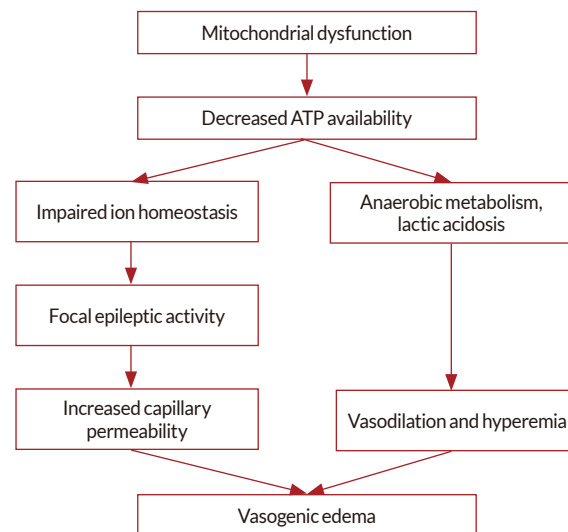 Mitochondrial dysfunction
Decreased ATP availability
Impaired ion homeostasis
Anaerobic metabolism,
lactic acidosis
Focal epileptic activity
Increased capillary
permeability
Vasodilation and hyperemia
Vasogenic edema